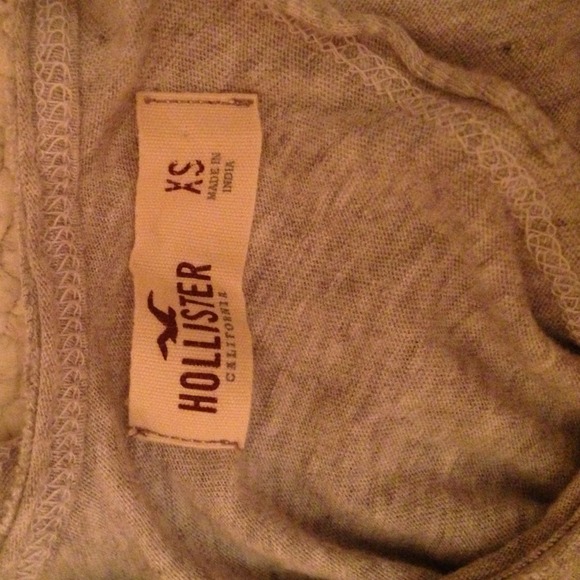 HOLLISTER
CALIFORNIA
XS
MADE IN
INDIA